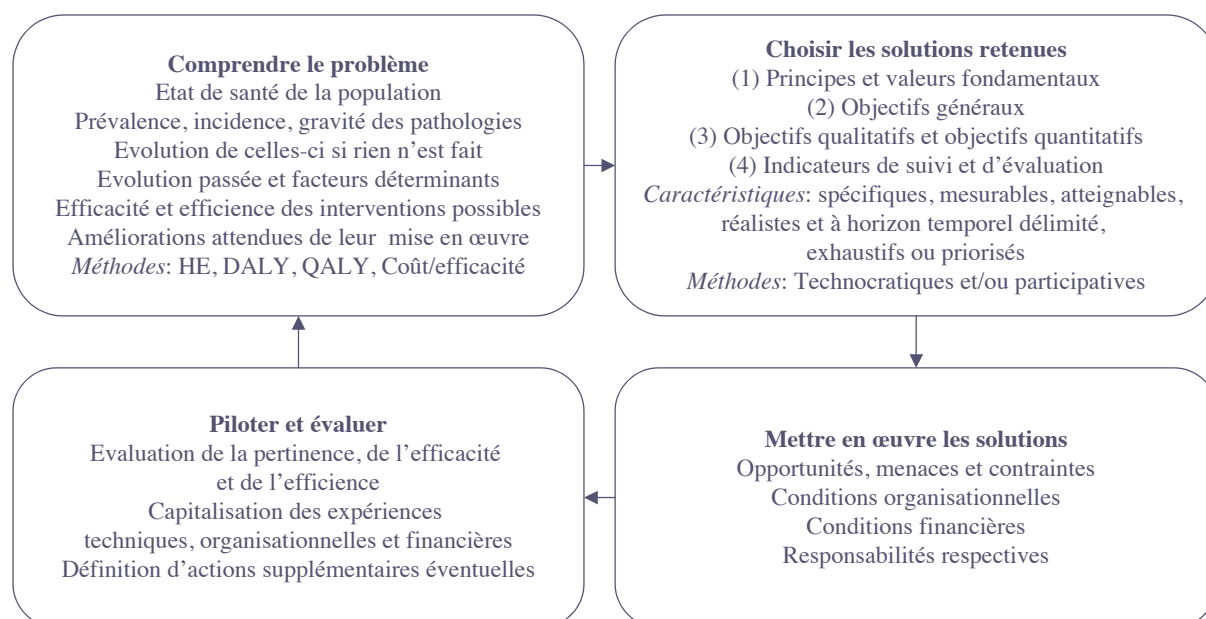 Comprendre le problème
Etat de santé de la population
Prévalence, incidence, gravité des pathologies
Evolution de celles-ci si rien n’est fait
Evolution passée et facteurs déterminants
Efficacité et efficience des interventions possibles
Améliorations attendues de leur mise en œuvre
Méthodes: HE, DALY, QALY, Coût/efficacité
Choisir les solutions retenues
(1) Principes et valeurs fondamentaux
(2) Objectifs généraux
(3) Objectifs qualitatifs et objectifs quantitatifs
(4) Indicateurs de suivi et d’évaluation
Caractéristiques: spécifiques, mesurables, atteignables,
réalistes et à horizon temporel délimité,
exhaustifs ou priorisés
Méthodes: Technocratiques et/ou participatives
Piloter et évaluer
Evaluation de la pertinence, de l’efficacité
et de l’efficience
Capitalisation des expériences
techniques, organisationnelles et financières
Définition d’actions supplémentaires éventuelles
Mettre en œuvre les solutions
Opportunités, menaces et contraintes
Conditions organisationnelles
Conditions financières
Responsabilités respectives